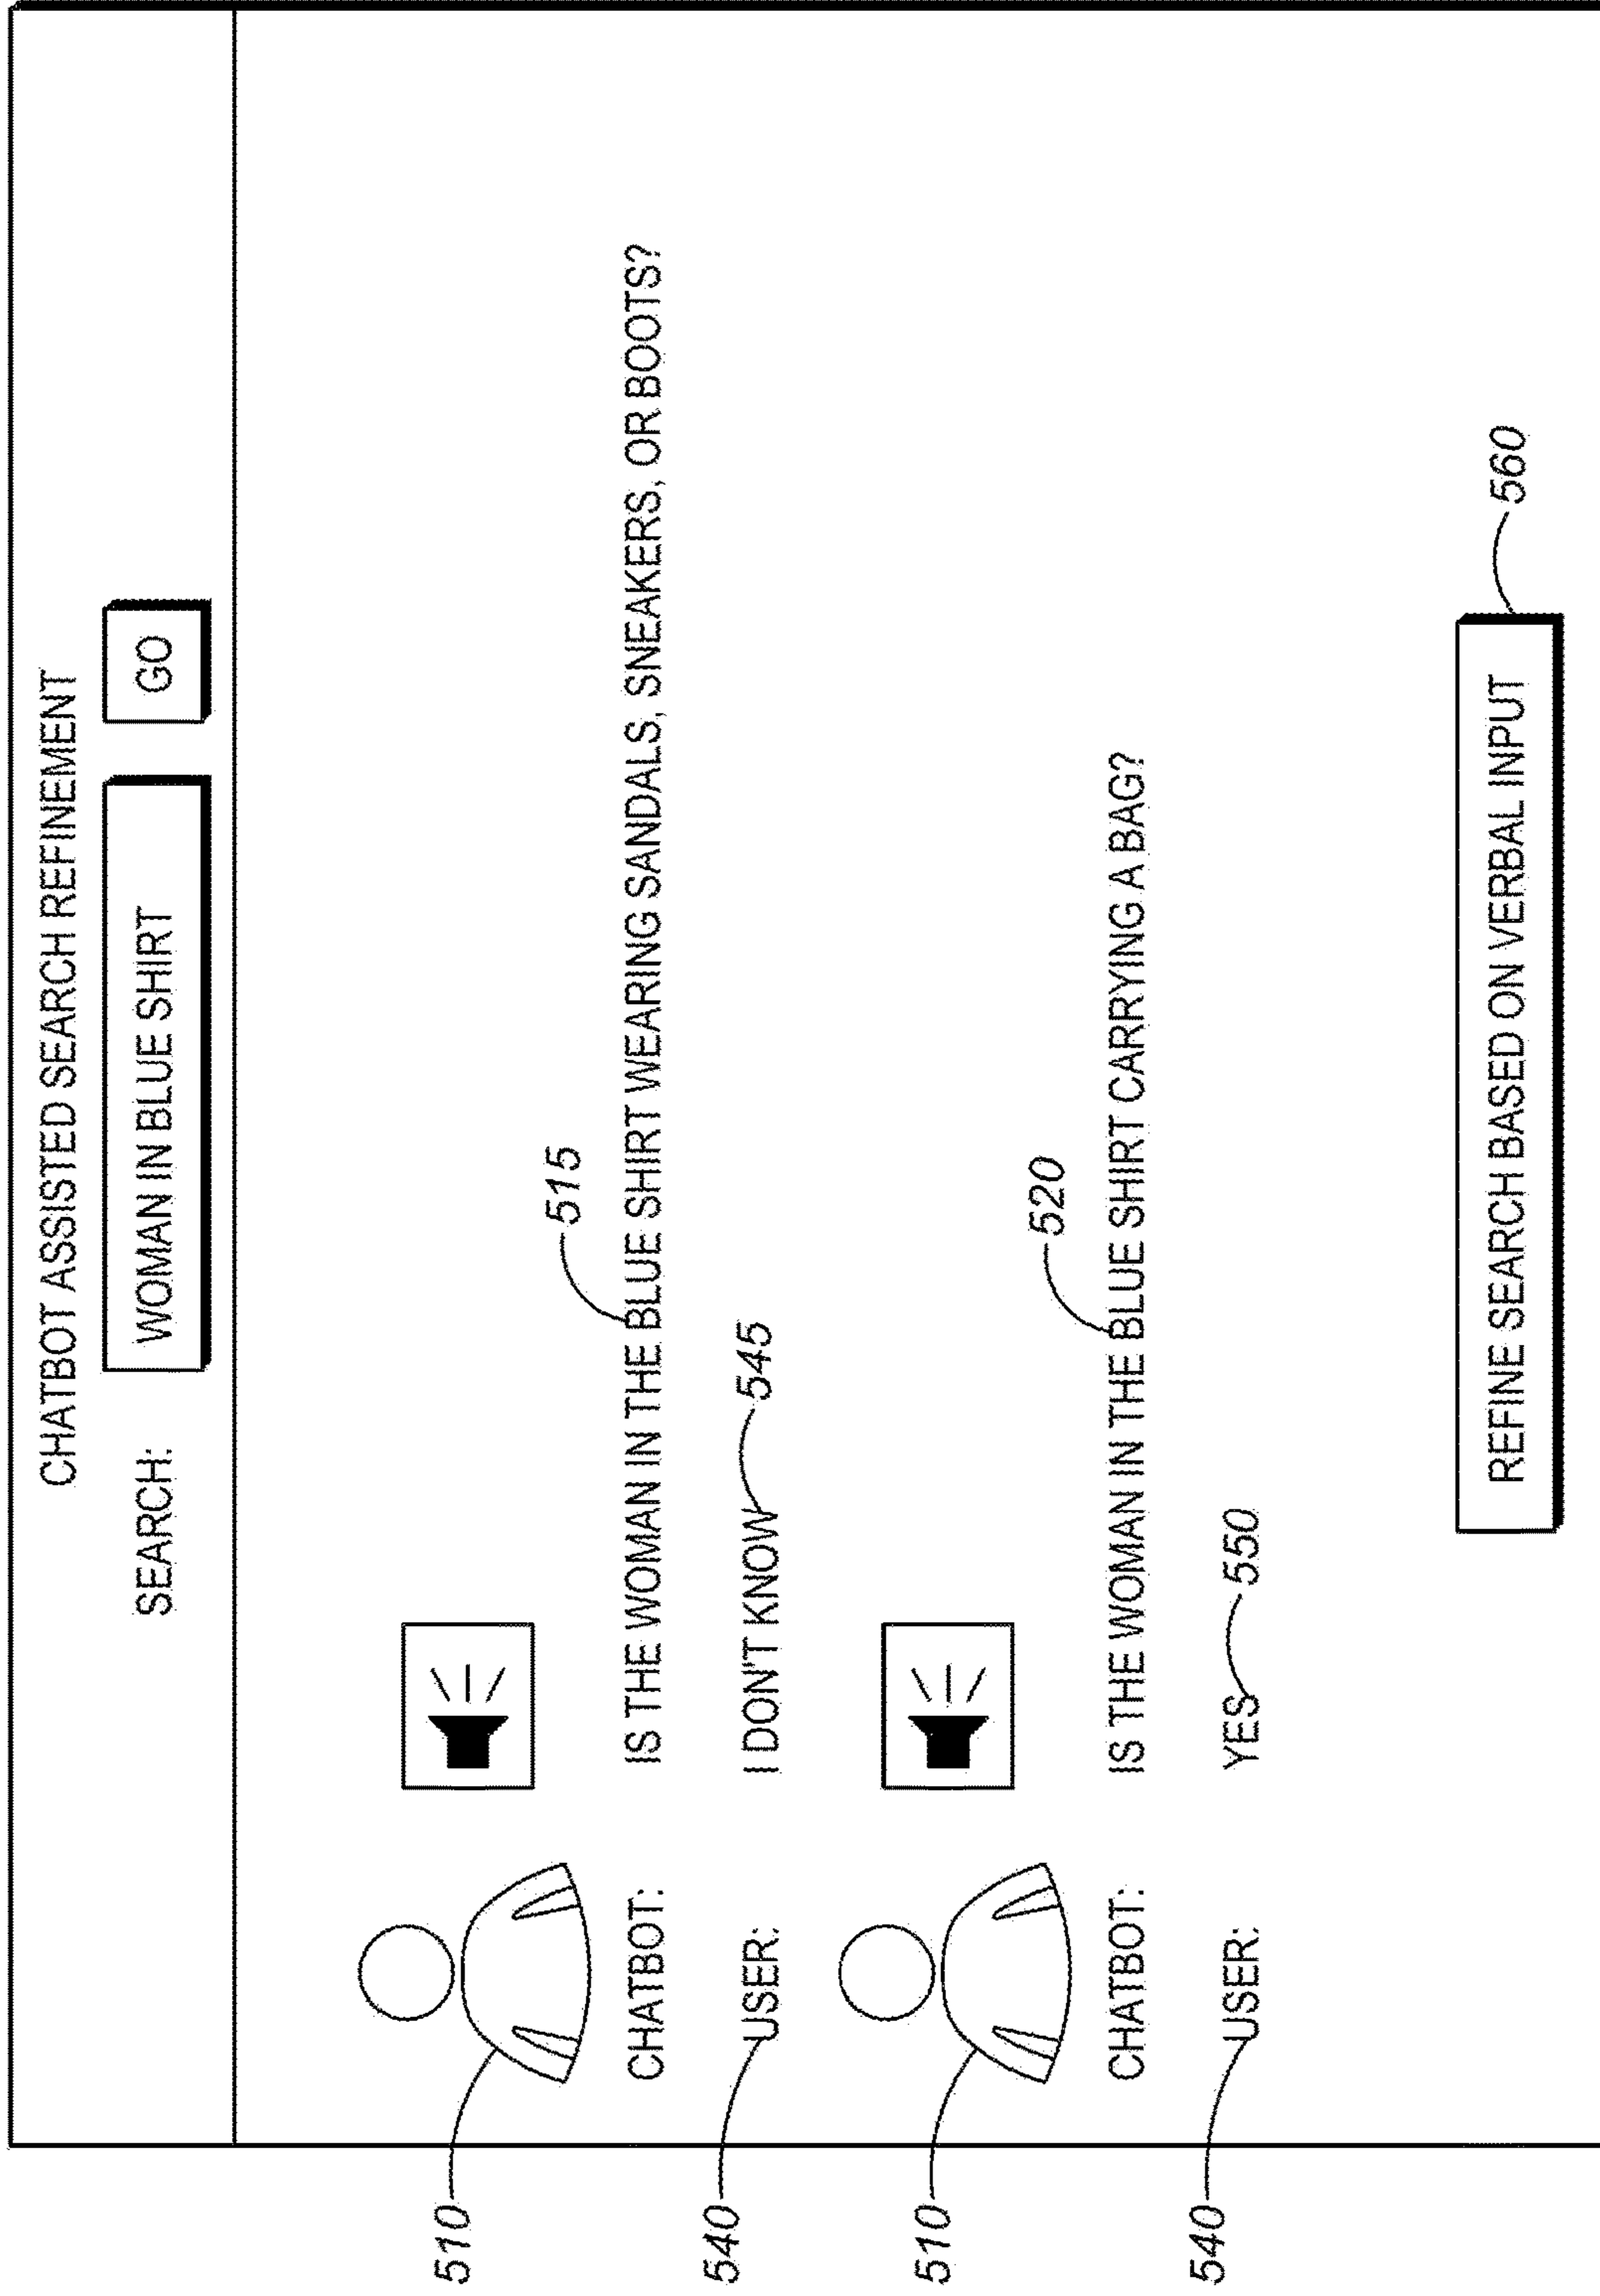 CHATBOT ASSISTED SEARCH REFINEMENT
SEARCH: WOMAN IN BLUE SHIRT GO
510
515
CHATBOT: IS THE WOMAN IN THE BLUE SHIRT WEARING SANDALS, SNEAKERS, OR BOOTS?
540 USER: I DON'T KNOW 545
510
520
CHATBOT: IS THE WOMAN IN THE BLUE SHIRT CARRYING A BAG?
540 USER: YES 550
REFINE SEARCH BASED ON VERBAL INPUT 560